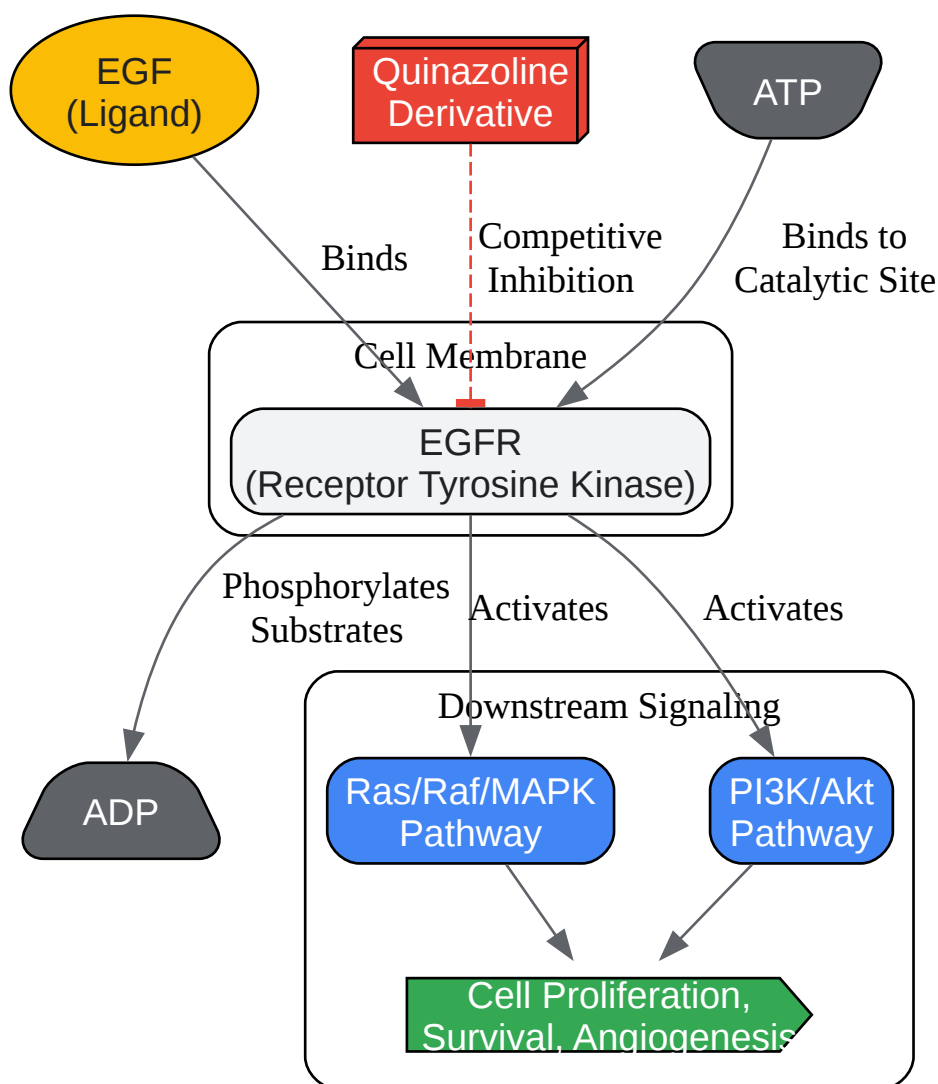 EGF
(Ligand)
Quinazoline
Derivative
ATP
Binds
Competitive
Inhibition
Binds to
Catalytic Site
Cell Membrane
EGFR
(Receptor Tyrosine Kinase)
Phosphorylates
Substrates
Activates
Activates
Downstream Signaling
ADP
Ras/Raf/MAPK
Pathway
PI3K/Akt
Pathway
Cell Proliferation,
Survival, Angiogenesis